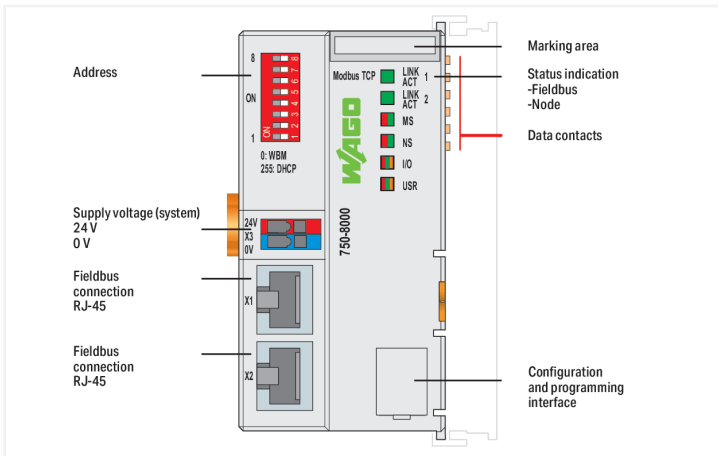 Address
Supply voltage (system)
24 V
0 V
Fieldbus
connection
RJ-45
Fieldbus
connection
RJ-45
8
ON
1
8
7
6
5
4
3
2
1
ON
0: WBM
255: DHCP
24V
X3
0V
X1
X2
Modbus TCP
LINK
ACT 1
LINK
ACT 2
MS
NS
I/O
USR
WAGO
750-8000
Marking area
Status indication
-Fieldbus
-Node
Data contacts
Configuration
and programming
interface